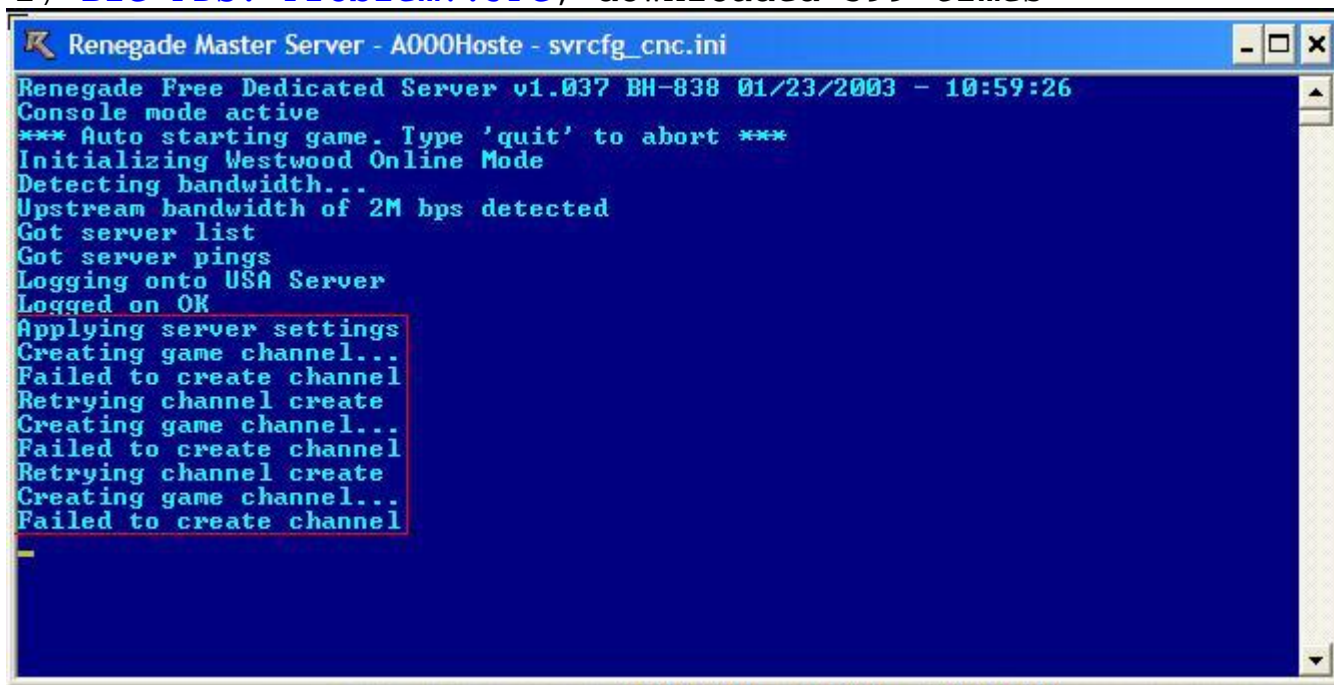 Renegade Master Server - A000Hoste - svrcfg_cnc.ini
Renegade Free Dedicated Server v1.037 BH-838 01/23/2003 - 10:59:26
Console mode active
*** Auto starting game. Type 'quit' to abort ***
Initializing Westwood Online Mode
Detecting bandwidth...
Upstream bandwidth of 2M bps detected
Got server list
Got server pings
Logging onto USA Server
Logged on OK
Applying server settings
Creating game channel...
Failed to create channel
Retrying channel create
Creating game channel...
Failed to create channel
Retrying channel create
Creating game channel...
Failed to create channel